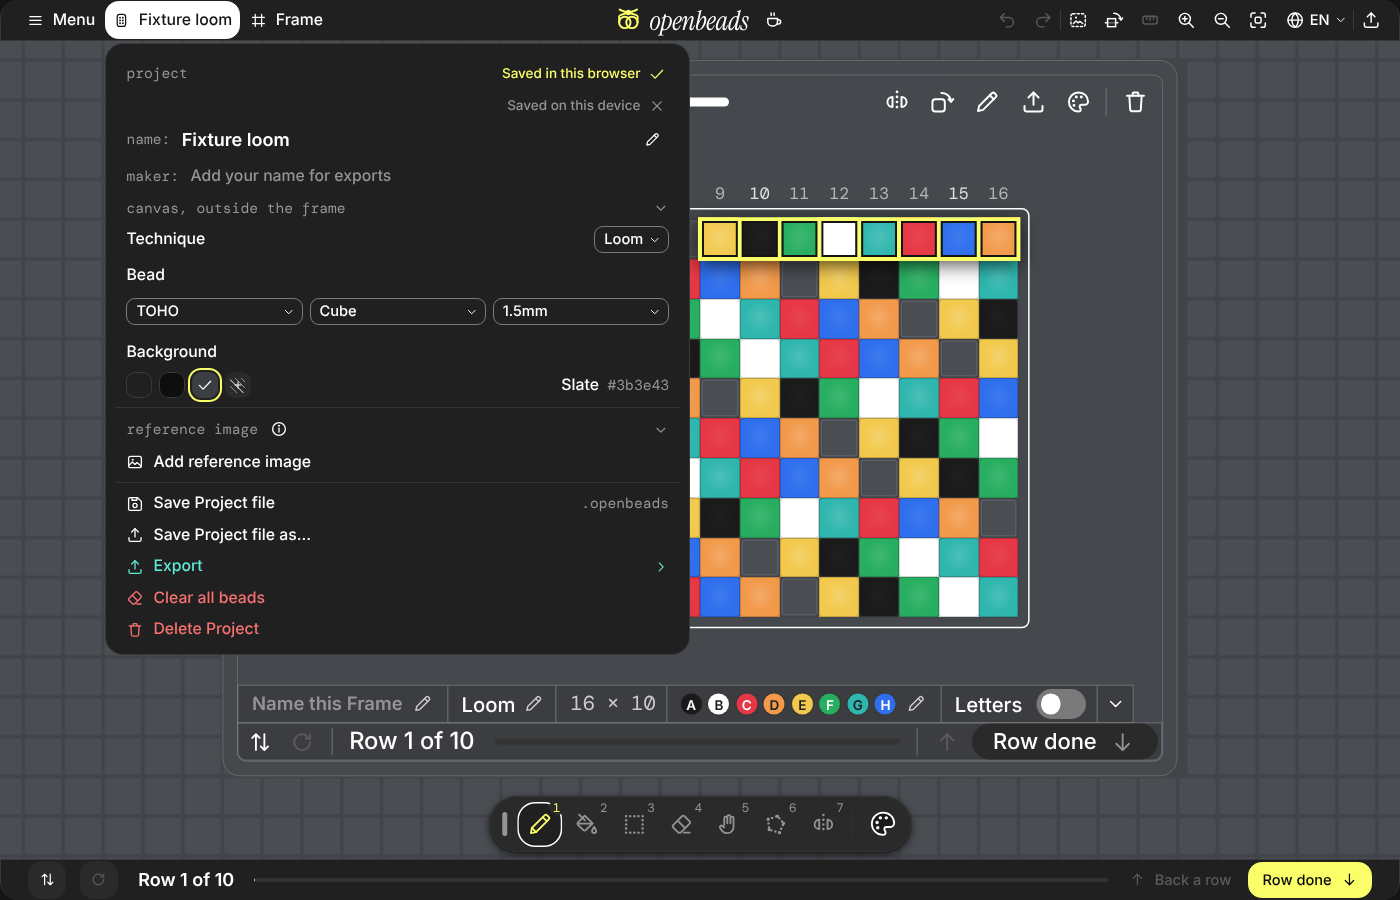 Menu
Fixture loom
Frame
openbeads
EN
project
Saved in this browser
Saved on this device
name: Fixture loom
maker: Add your name for exports
canvas, outside the frame
Technique
Loom
Bead
TOHO
Cube
1.5mm
Background
Slate #3b3e43
reference image
Add reference image
Save Project file
.openbeads
Save Project file as...
Export
Clear all beads
Delete Project
9 10 11 12 13 14 15 16
Name this Frame
Loom
16 × 10
A B C D E F G H
Letters
Row 1 of 10
Row done
1 2 3 4 5 6 7
Row 1 of 10
Back a row
Row done